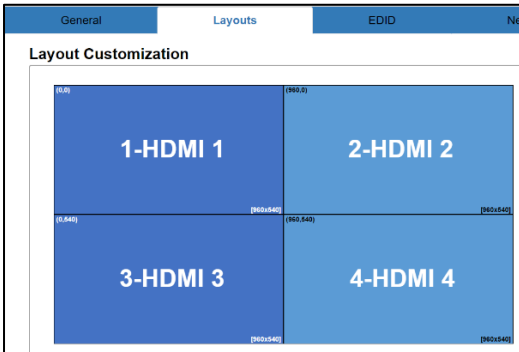 General Layouts EDID Ne
Layout Customization
(0,0) (960,0)
1-HDMI 1 2-HDMI 2
[960x540] [960x540]
(0,540) (960,540)
3-HDMI 3 4-HDMI 4
[960x540] [960x540]